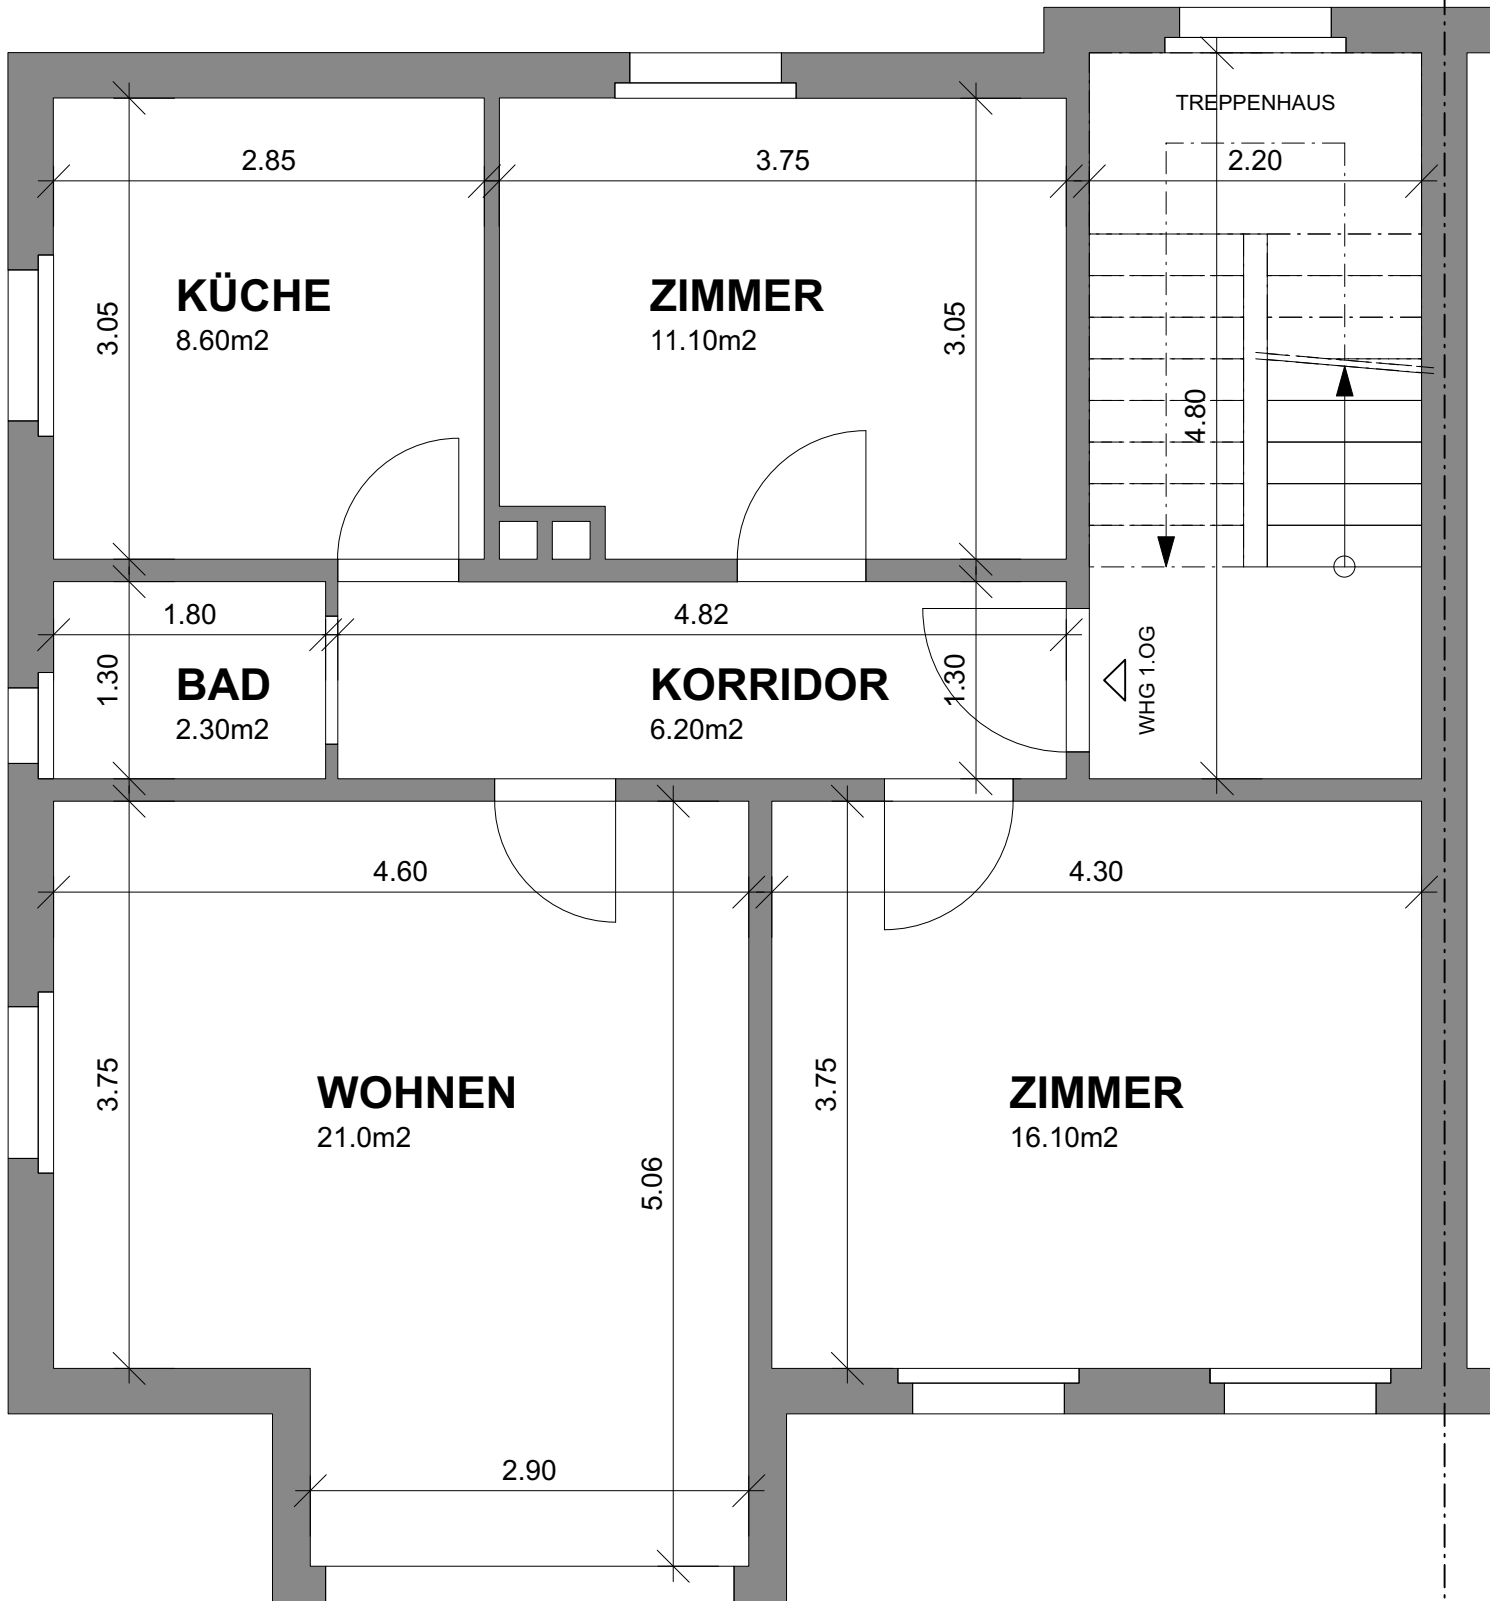 TREPPENHAUS
2.85
3.75
2.20
KÜCHE
8.60m2
ZIMMER
11.10m2
3.05
3.05
4.80
1.80
4.82
1.30
BAD
2.30m2
KORRIDOR
6.20m2
1.30
WHG 1.OG
4.60
4.30
3.75
WOHNEN
21.0m2
5.06
3.75
ZIMMER
16.10m2
2.90